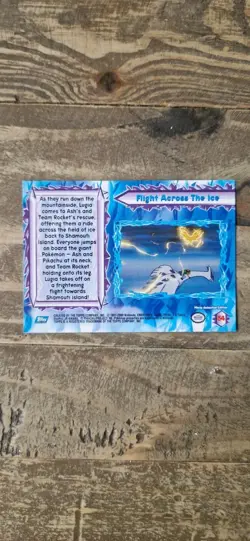 As they run down the
mountainside, Lugia
comes to Ash's and
Team Rocket's rescue,
offering them a ride
across the field of ice
back to Shamouti
Island. Everyone jumps
on board the giant
Pokémon – Ash and
Pikachu at its neck,
and Team Rocket
holding onto its leg.
Lugia takes off on
a frightening
flight towards
Shamouti Island!
Flight Across The Ice